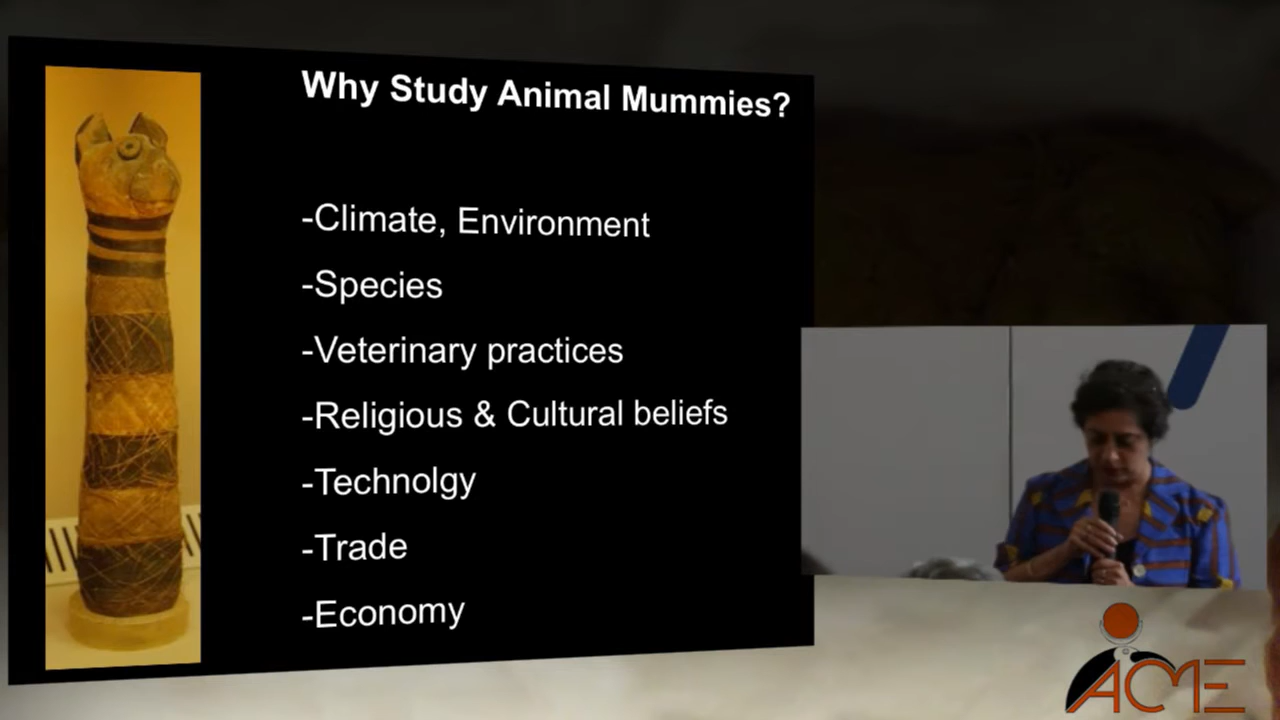 Why Study Animal Mummies?
-Climate, Environment
-Species
-Veterinary practices
-Religious & Cultural beliefs
-Technolgy
-Trade
-Economy
ACME